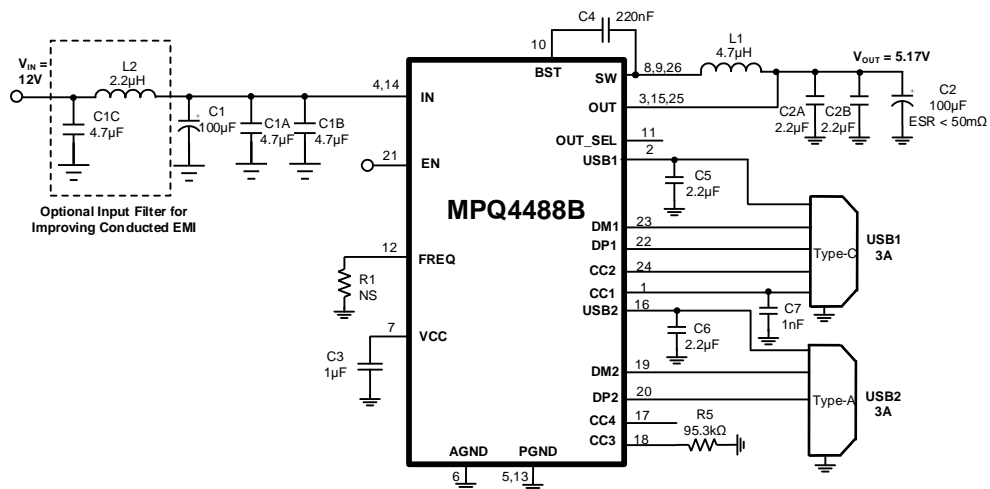 C4
220nF
10
BST
V_IN =
12V
L2
2.2µH
4,14
IN
C1C
4.7µF
C1
100µF
C1A
4.7µF
C1B
4.7µF
21
EN
Optional Input Filter for
Improving Conducted EMI
12
FREQ
R1
NS
7
VCC
C3
1µF
MPQ4488B
AGND
6
PGND
5,13
SW
8,9,26
L1
4.7µH
V_OUT = 5.17V
OUT
3,15,25
C2A
2.2µF
C2B
2.2µF
C2
100µF
ESR < 50mΩ
OUT_SEL
11
USB1
2
C5
2.2µF
DM1
23
DP1
22
CC2
24
CC1
1
Type-C
USB1
3A
USB2
16
C7
1nF
C6
2.2µF
DM2
19
DP2
20
Type-A
USB2
3A
CC4
17
CC3
18
R5
95.3kΩ